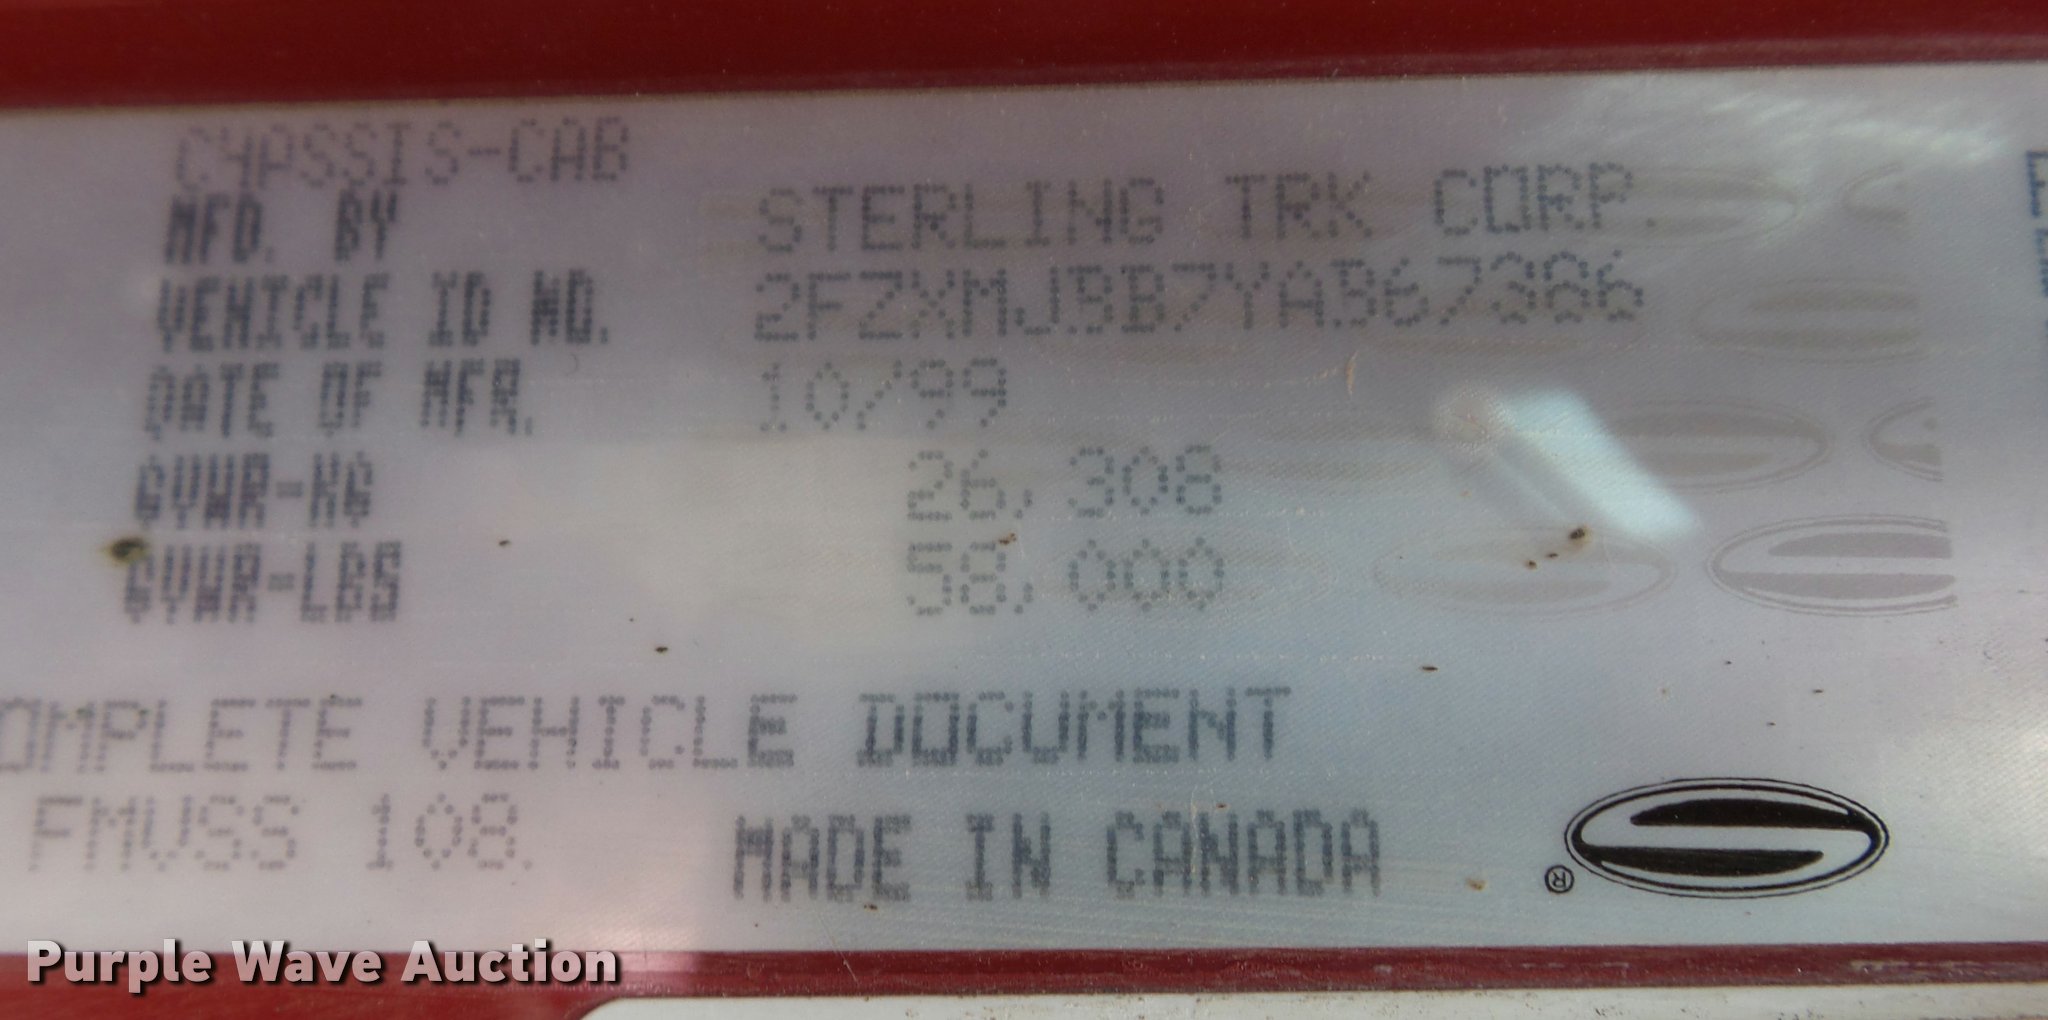 CHASSIS-CAB
MFD. BY STERLING TRK CORP.
VEHICLE ID NO. 2FZXMJBB7YAB67386
DATE OF MFR. 10/99
GVWR-KG 26,308
GVWR-LBS 58,000
OMPLETE VEHICLE DOCUMENT
FMVSS 108.
MADE IN CANADA
®
Purple Wave Auction